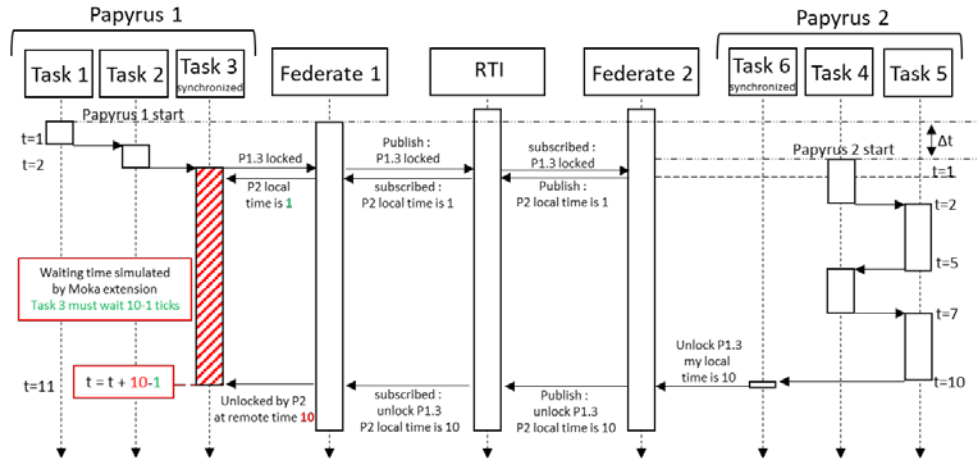 Papyrus 1
Papyrus 2
Task 1
Task 2
Task 3
synchronized
Federate 1
RTI
Federate 2
Task 6
synchronized
Task 4
Task 5
Papyrus 1 start
t=1
t=2
P1.3 locked
P2 local
time is 1
Publish :
P1.3 locked
subscribed :
P2 local time is 1
subscribed :
P1.3 locked
Publish :
P2 local time is 1
Δt
Papyrus 2 start
t=1
t=2
t=5
t=7
Waiting time simulated
by Moka extension
Task 3 must wait 10-1 ticks
t=11
t = t + 10-1
Unlocked by P2
at remote time 10
subscribed :
unlock P1.3
P2 local time is 10
Publish :
unlock P1.3
P2 local time is 10
Unlock P1.3
my local
time is 10
t=10